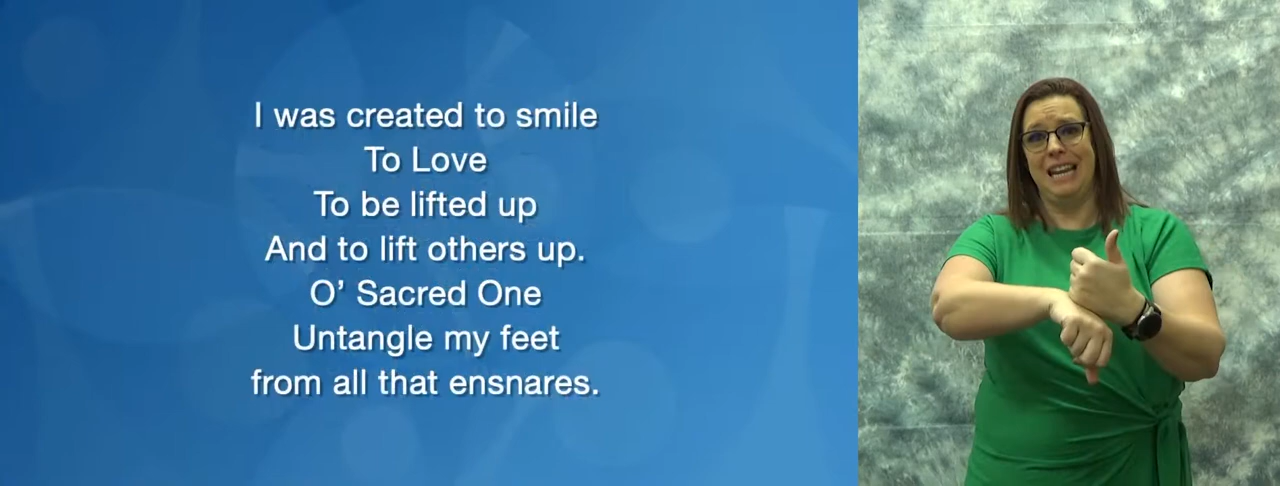 I was created to smile
To Love
To be lifted up
And to lift others up.
O’ Sacred One
Untangle my feet
from all that ensnares.